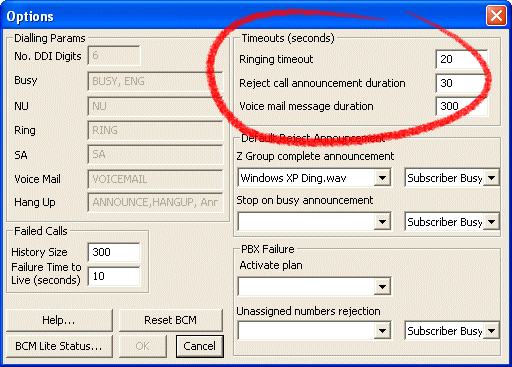 Options
Dialling Params
No. DDI Digits 6
Busy BUSY, ENG
NU NU
Ring RING
SA SA
Voice Mail VOICEMAIL
Hang Up ANNOUNCE,HANGUP, Anr
Failed Calls
History Size 300
Failure Time to
Live (seconds) 10
Help... Reset BCM
BCM Lite Status... OK Cancel
Timeouts (seconds)
Ringing timeout 20
Reject call announcement duration 30
Voice mail message duration 300
Default Reject Announcement
Z Group complete announcement
Windows XP Ding.wav Subscriber Busy
Stop on busy announcement
Subscriber Busy
PBX Failure
Activate plan
Unassigned numbers rejection
Subscriber Busy